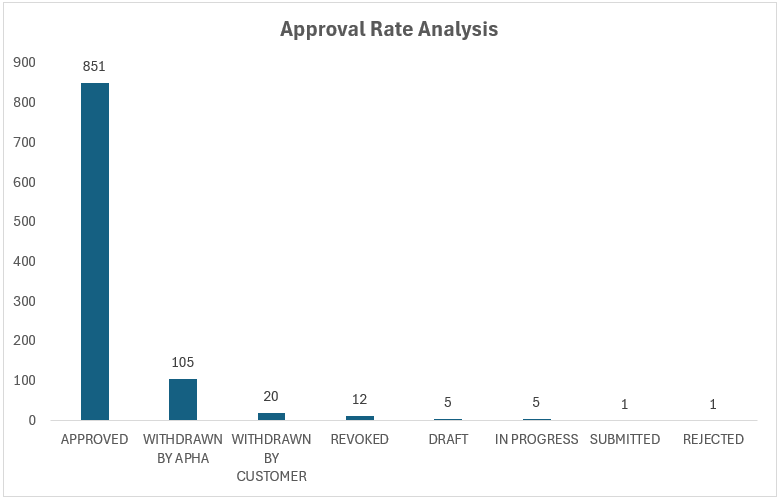 Approval Rate Analysis
900
800
700
600
500
400
300
200
100
0
851
105
20
12
5
5
1
1
APPROVED
WITHDRAWN
BY APHA
WITHDRAWN
BY
CUSTOMER
REVOKED
DRAFT
IN PROGRESS
SUBMITTED
REJECTED